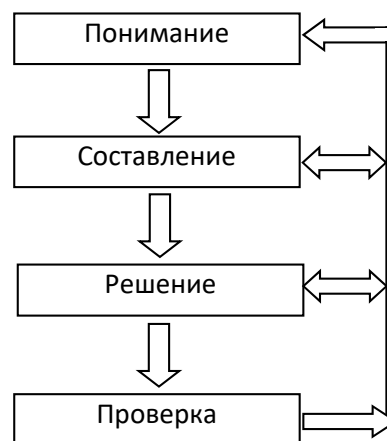 Понимание
Составление
Решение
Проверка